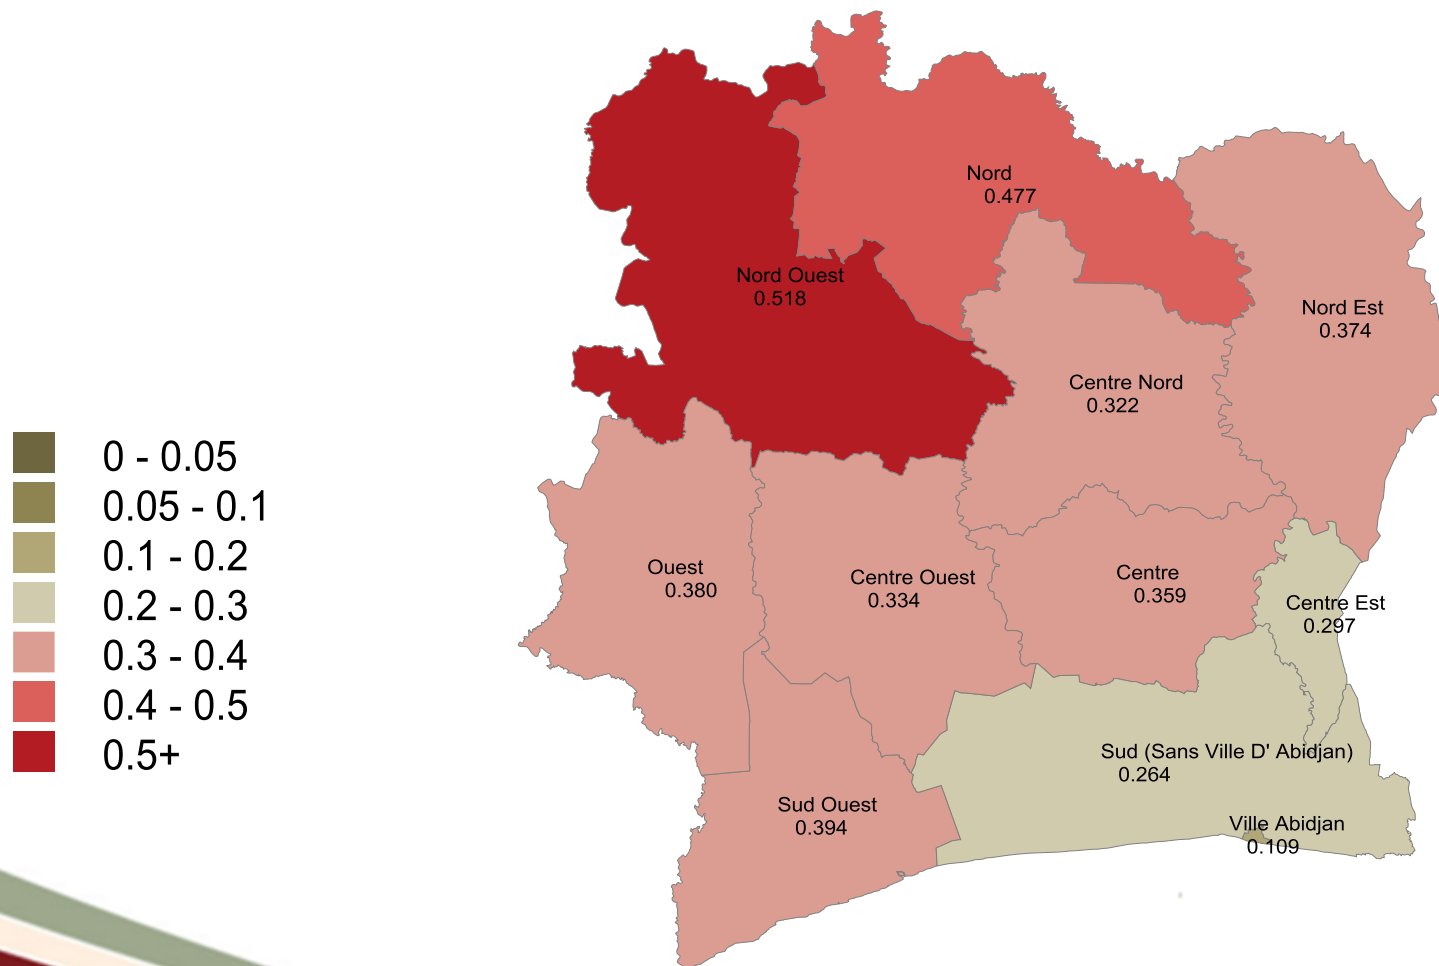 0 - 0.05
0.05 - 0.1
0.1 - 0.2
0.2 - 0.3
0.3 - 0.4
0.4 - 0.5
0.5+
Nord
0.477
Nord Ouest
0.518
Nord Est
0.374
Centre Nord
0.322
Ouest
0.380
Centre Ouest
0.334
Centre
0.359
Centre Est
0.297
Sud (Sans Ville D' Abidjan)
0.264
Sud Ouest
0.394
Ville Abidjan
0.109